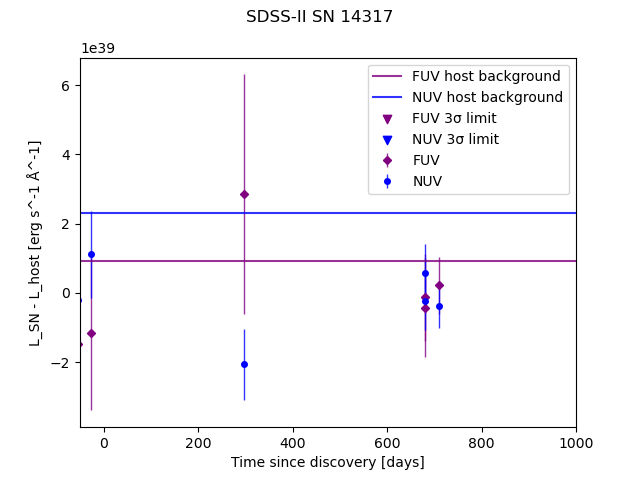 SDSS-II SN 14317
1e39
FUV host background
NUV host background
FUV 3σ limit
NUV 3σ limit
FUV
NUV
L_SN - L_host [erg s^-1 Å^-1]
6
4
2
0
−2
0 200 400 600 800 1000
Time since discovery [days]